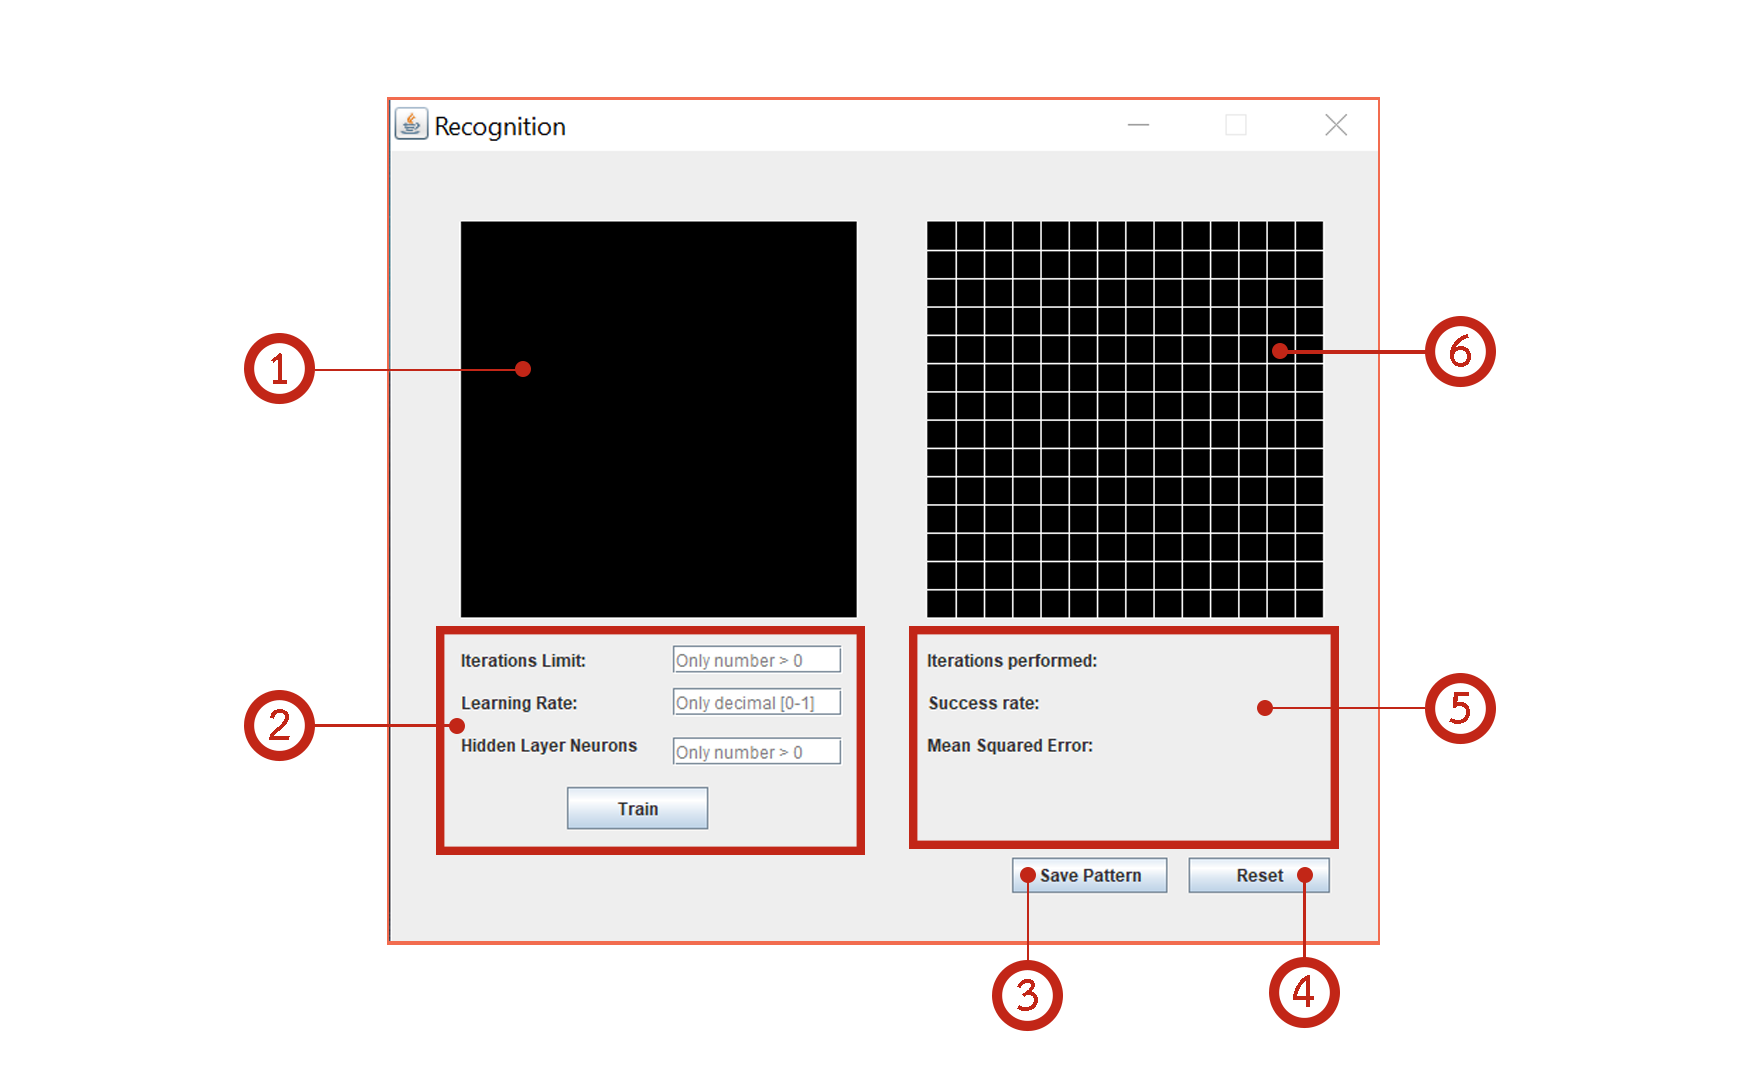 Recognition
1
6
Iterations Limit: Only number > 0
Learning Rate: Only decimal [0-1]
Hidden Layer Neurons Only number > 0
Train
2
Iterations performed:
Success rate:
Mean Squared Error:
5
Save Pattern Reset
3
4